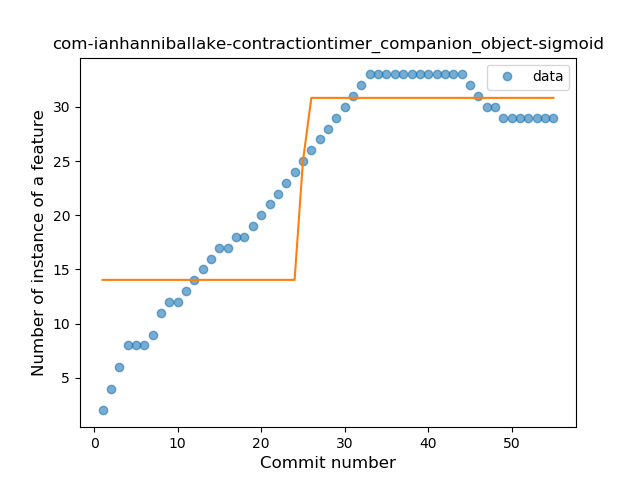 com-ianhanniballake-contractiontimer_companion_object-sigmoid
data
Number of instance of a feature
30
25
20
15
10
5
0 10 20 30 40 50
Commit number